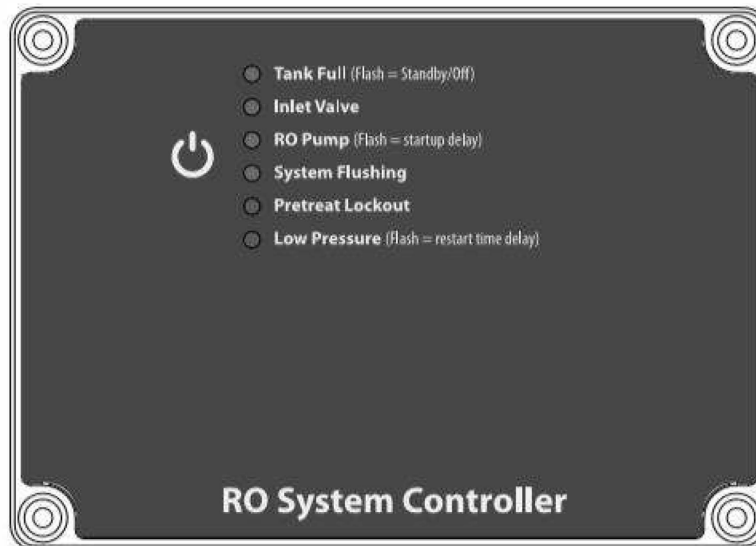 Tank Full (Flash = Standby/Off)
Inlet Valve
RO Pump (Flash = startup delay)
System Flushing
Pretreat Lockout
Low Pressure (Flash = restart time delay)
RO System Controller